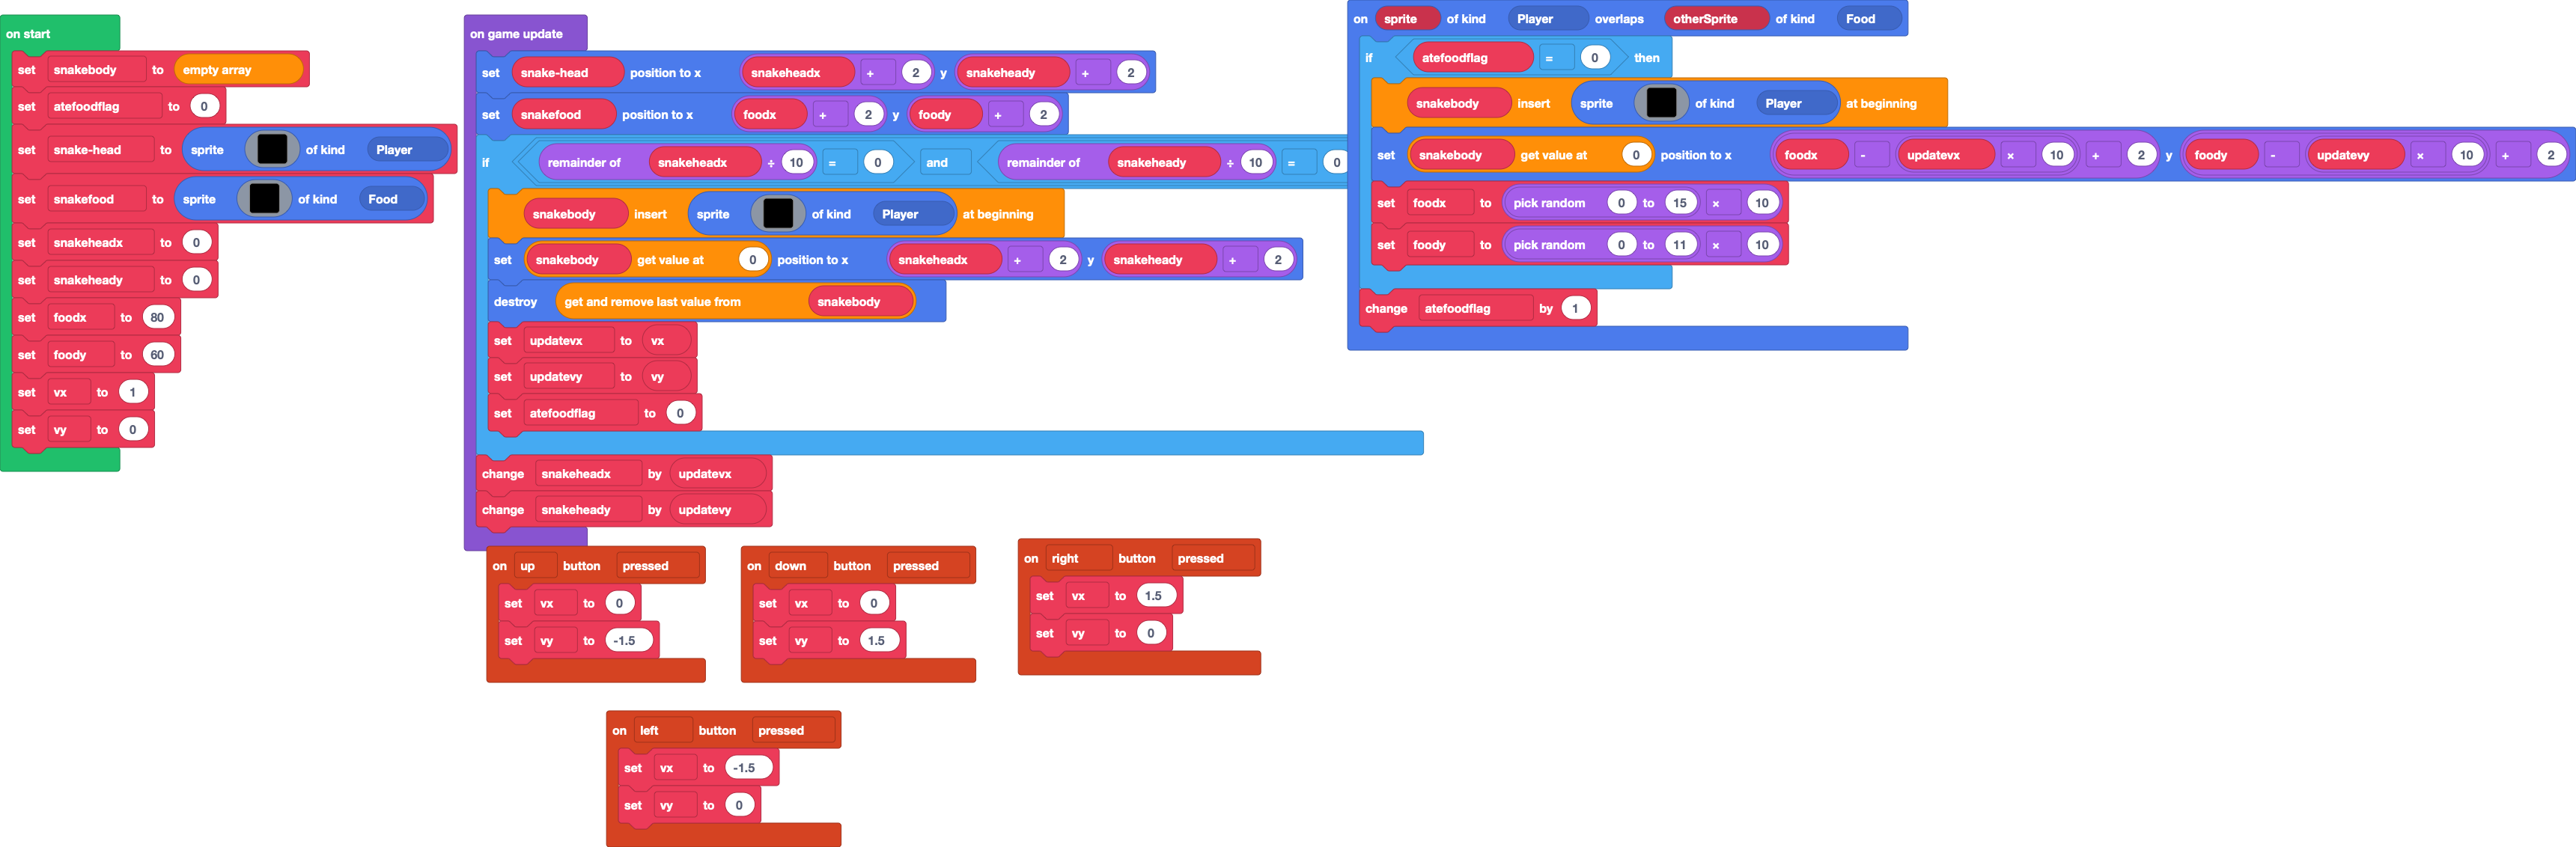 on start
set snakebody to empty array
set atefoodflag to 0
set snake-head to sprite of kind Player
set snakefood to sprite of kind Food
set snakeheadx to 0
set snakeheady to 0
set foodx to 80
set foody to 60
set vx to 1
set vy to 0
on game update
set snake-head position to x snakeheadx + 2 y snakeheady + 2
set snakefood position to x foodx + 2 y foody + 2
if remainder of snakeheadx ÷ 10 = 0 and remainder of snakeheady ÷ 10 = 0
snakebody insert sprite of kind Player at beginning
set snakebody get value at 0 position to x snakeheadx + 2 y snakeheady + 2
destroy get and remove last value from snakebody
set updatevx to vx
set updatevy to vy
set atefoodflag to 0
change snakeheadx by updatevx
change snakeheady by updatevy
on sprite of kind Player overlaps otherSprite of kind Food
if atefoodflag = 0 then
snakebody insert sprite of kind Player at beginning
set snakebody get value at 0 position to x foodx - updatevx × 10 + 2 y foody - updatevy × 10 + 2
set foodx to pick random 0 to 15 × 10
set foody to pick random 0 to 11 × 10
change atefoodflag by 1
on up button pressed
set vx to 0
set vy to -1.5
on down button pressed
set vx to 0
set vy to 1.5
on right button pressed
set vx to 1.5
set vy to 0
on left button pressed
set vx to -1.5
set vy to 0